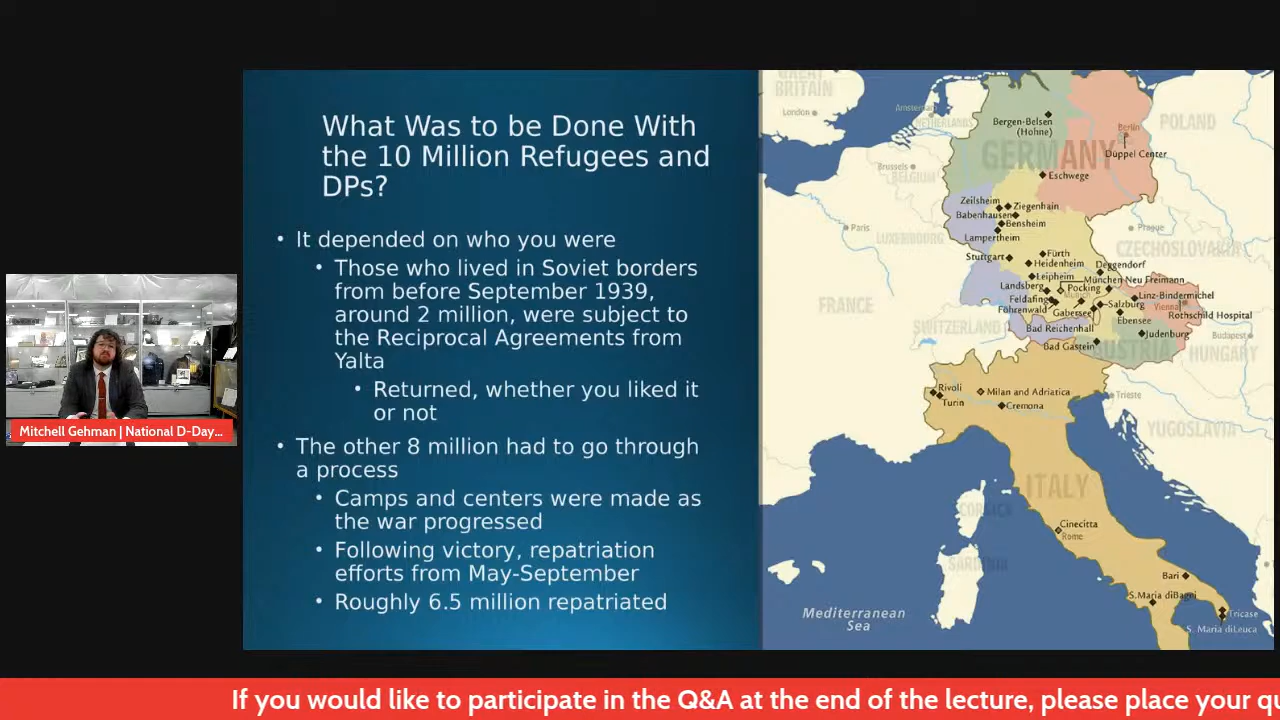 What Was to be Done With
the 10 Million Refugees and
DPs?
• It depended on who you were
• Those who lived in Soviet borders
from before September 1939,
around 2 million, were subject to
the Reciprocal Agreements from
Yalta
• Returned, whether you liked it
or not
• The other 8 million had to go through
a process
• Camps and centers were made as
the war progressed
• Following victory, repatriation
efforts from May-September
• Roughly 6.5 million repatriated
GREAT
BRITAIN
London
Amsterdam
NETHERLANDS
Brussels
BELGIUM
Paris
LUXEMBOURG
FRANCE
SWITZERLAND
Bergen-Belsen
(Hohne)
GERMANY
Berlin
Düppel Center
POLAND
Eschwege
Zeilsheim
Ziegenhain
Babenhausen
Bensheim
Lampertheim
Prague
CZECHOSLOVAKIA
Stuttgart
Fürth
Heidenheim
Deggendorf
Leipheim
München Neu Freimann
Landsberg
Pocking
Munich
Feldafing
Föhrenwald
Gabersee
Salzburg
Linz-Bindermichel
Vienna
Rothschild Hospital
Ebensee
Bad Reichenhall
Judenburg
Bad Gastein
AUSTRIA
Budapest
HUNGARY
Rivoli
Turin
Milan and Adriatica
Cremona
Trieste
YUGOSLAVIA
ITALY
CORSICA
Cinecitta
Rome
SARDINIA
Bari
S.Maria diBagni
Tricase
S. Maria diLeuca
Mediterranean
Sea
Mitchell Gehman | National D-Day...
If you would like to participate in the Q&A at the end of the lecture, please place your qu